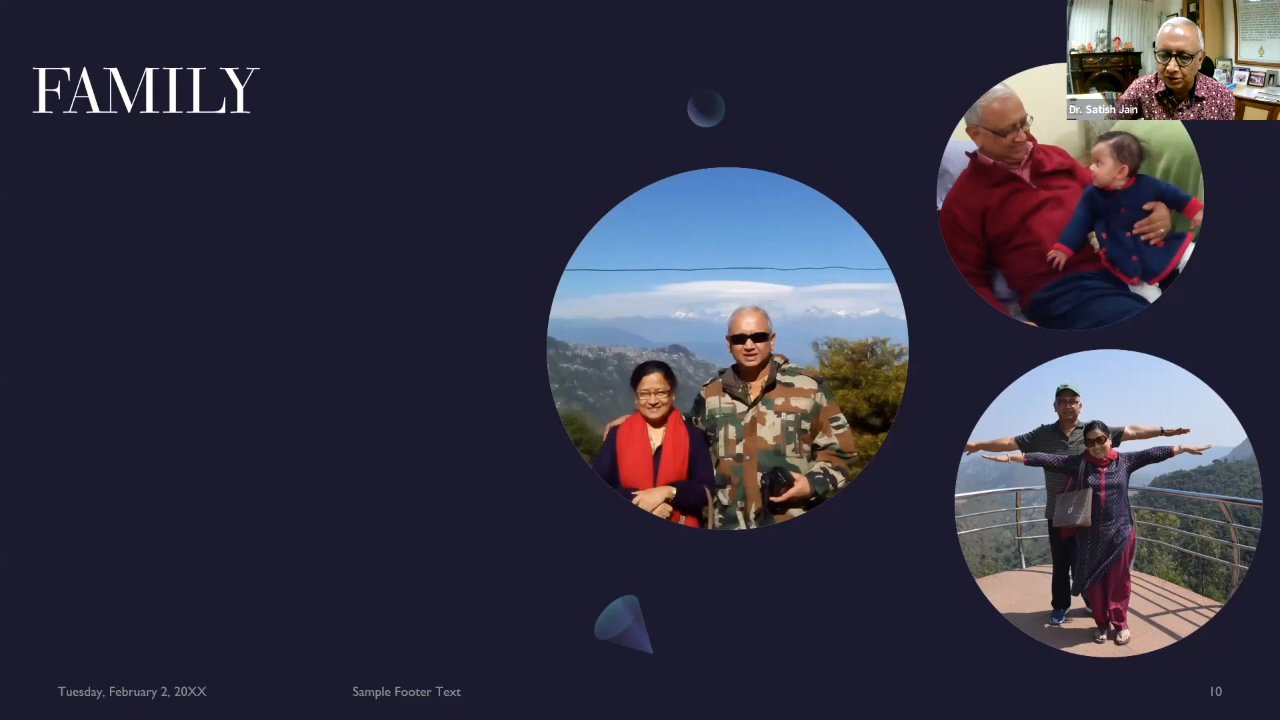 FAMILY
Dr. Satish Jain
Tuesday, February 2, 20XX
Sample Footer Text
10